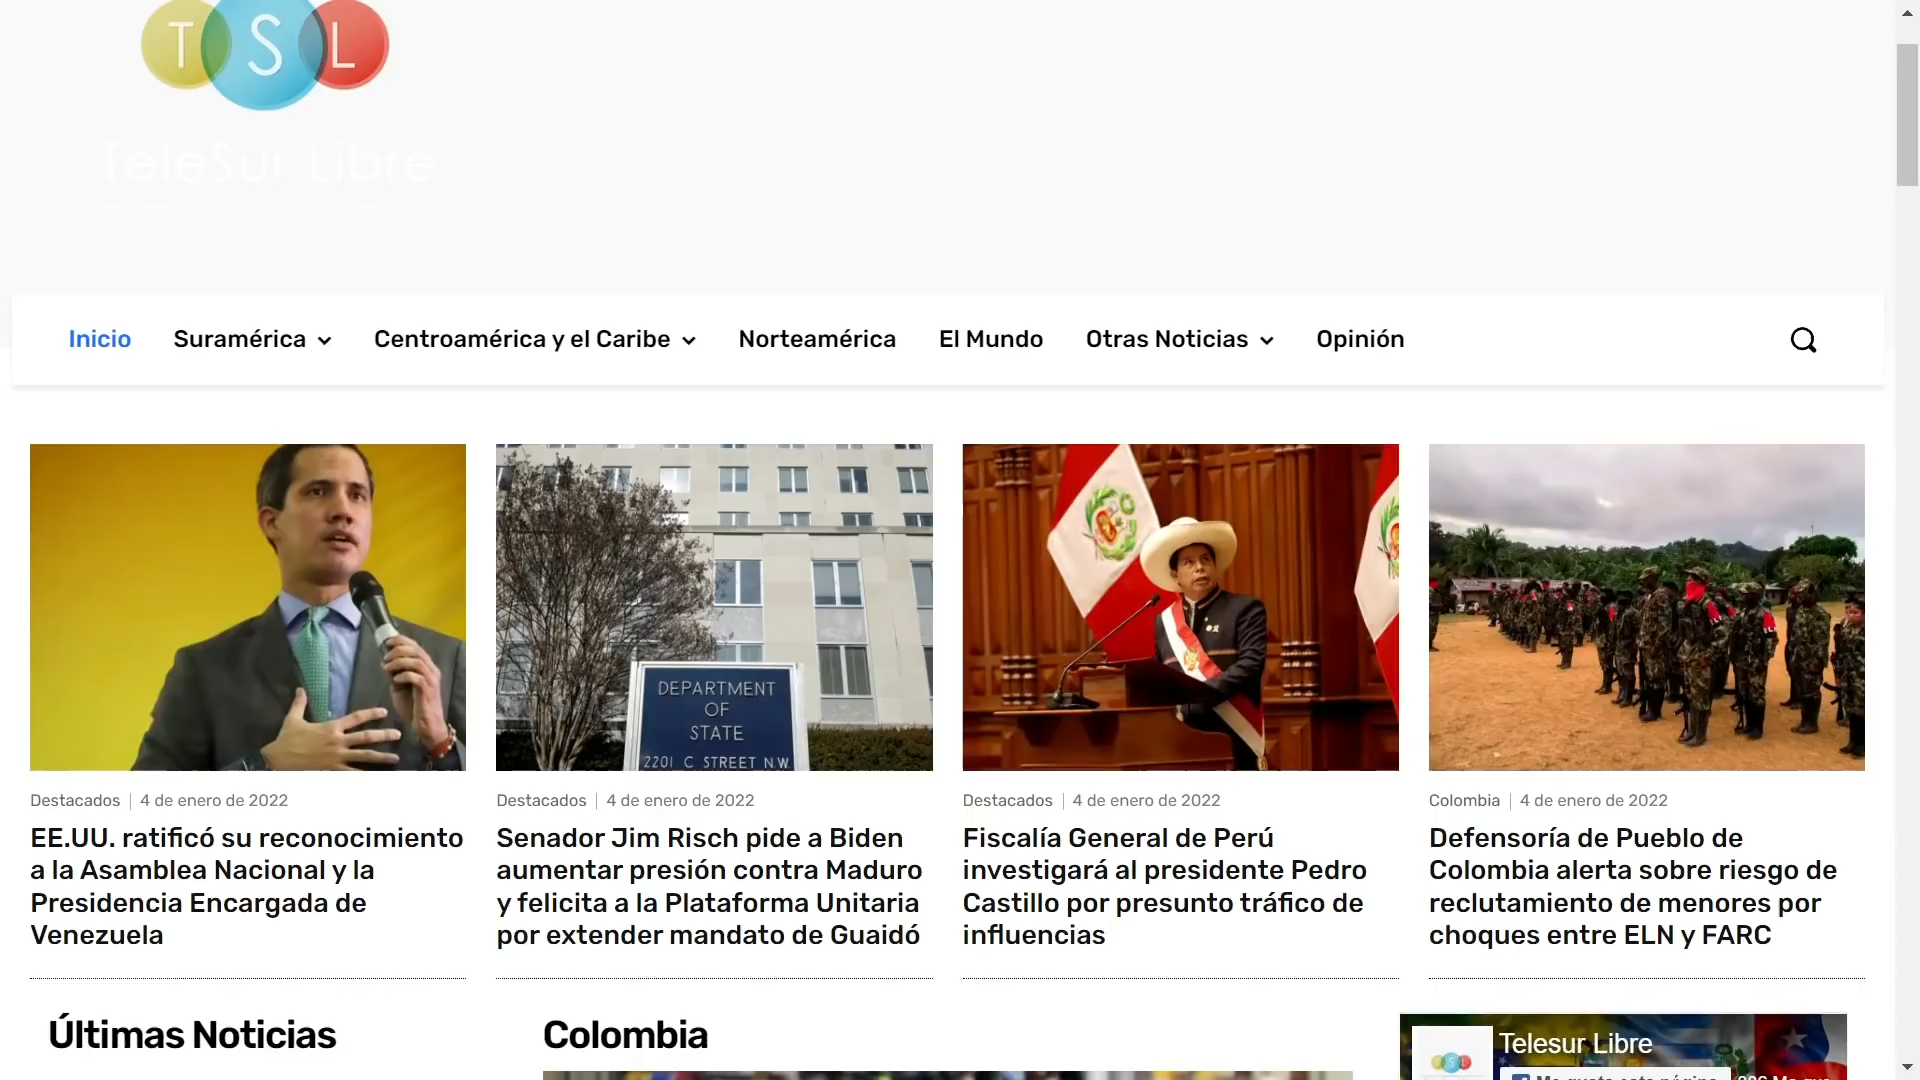 T S L
TeleSur Libre
Inicio
Suramérica
Centroamérica y el Caribe
Norteamérica
El Mundo
Otras Noticias
Opinión
DEPARTMENT
OF
STATE
2201 C STREET N.W.
Destacados
4 de enero de 2022
EE.UU. ratificó su reconocimiento
a la Asamblea Nacional y la
Presidencia Encargada de
Venezuela
Destacados
4 de enero de 2022
Senador Jim Risch pide a Biden
aumentar presión contra Maduro
y felicita a la Plataforma Unitaria
por extender mandato de Guaidó
Destacados
4 de enero de 2022
Fiscalía General de Perú
investigará al presidente Pedro
Castillo por presunto tráfico de
influencias
Colombia
4 de enero de 2022
Defensoría de Pueblo de
Colombia alerta sobre riesgo de
reclutamiento de menores por
choques entre ELN y FARC
Últimas Noticias
Colombia
Telesur Libre